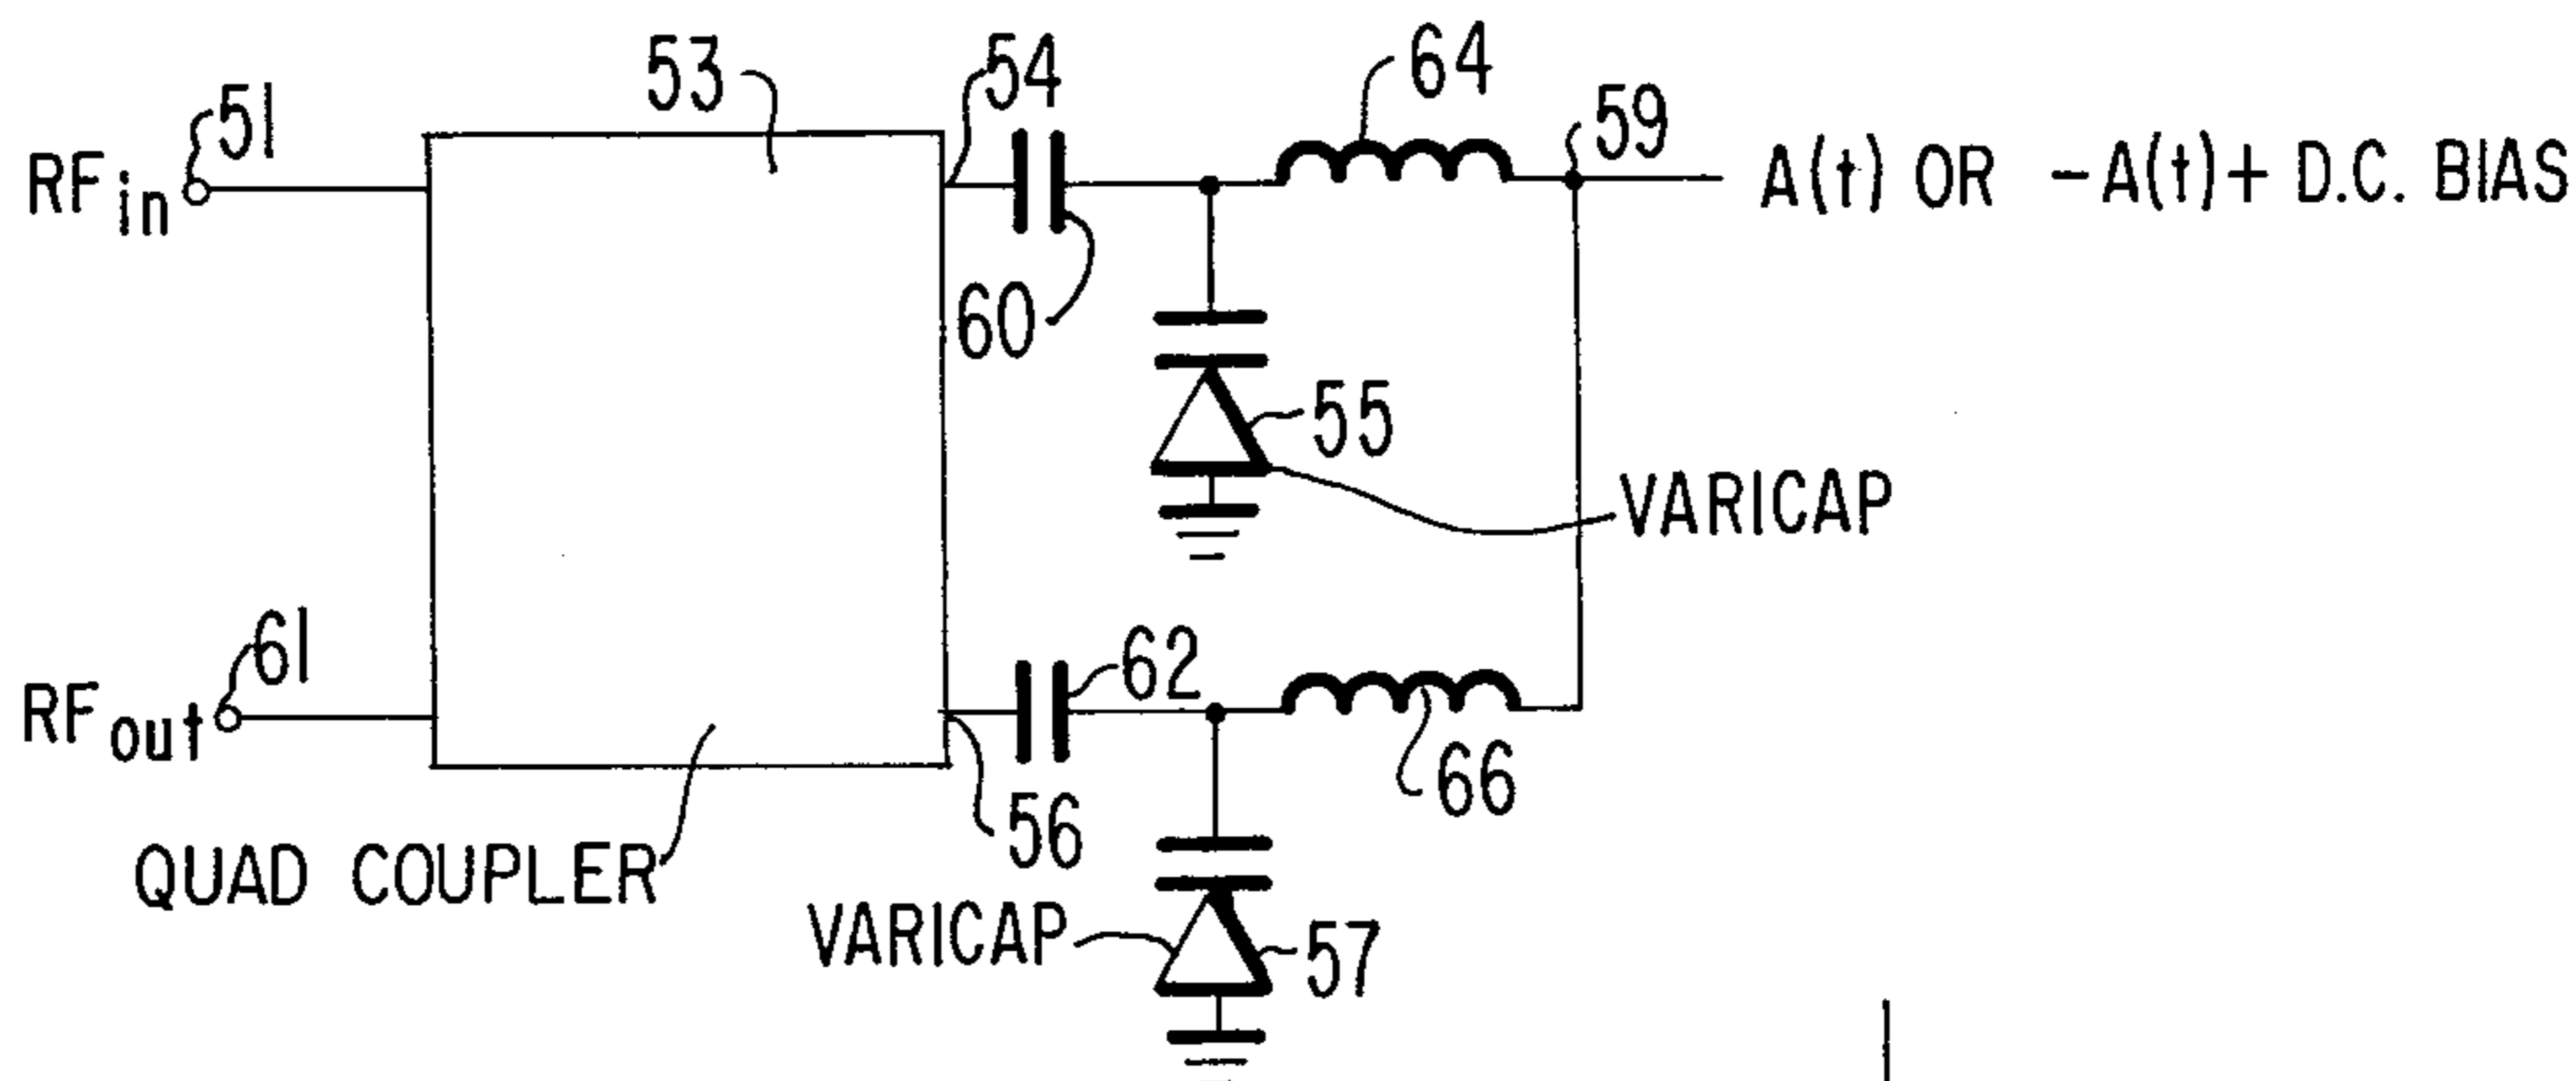 53
54
64
51
59
RFin
A(t) OR -A(t)+ D.C. BIAS
60
55
VARICAP
61
62
RFout
66
56
QUAD COUPLER
VARICAP
57